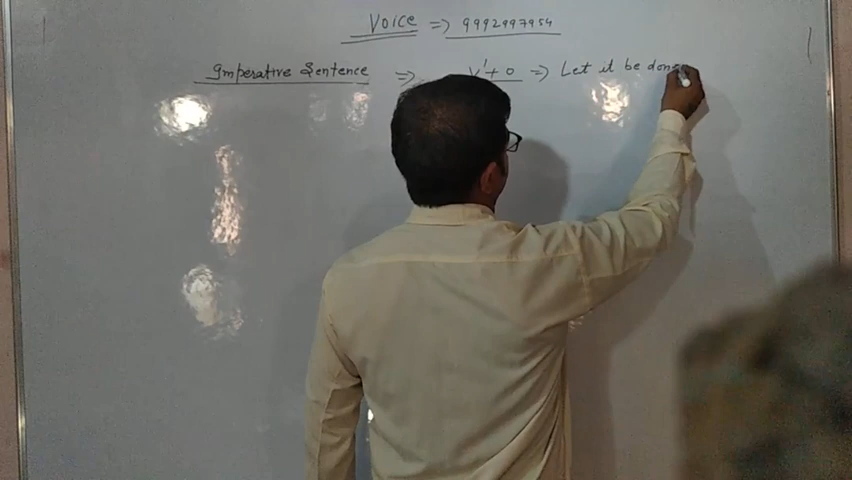 Voice => 9992997954
Imperative Sentence => V¹ + o => Let it be done